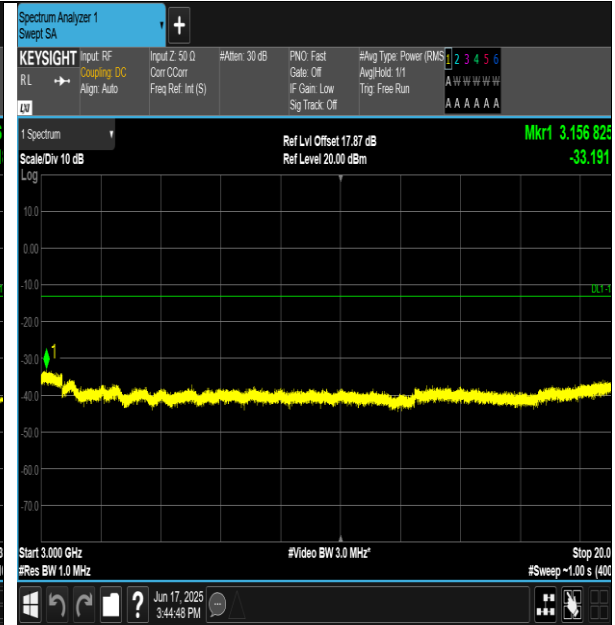 Spectrum Analyzer 1
Swept SA
+
KEYSIGHT Input: RF Input Z: 50 Ω #Atten: 30 dB PNO: Fast #Avg Type: Power (RMS 1 2 3 4 5 6
RL Coupling: DC Corr CCorr Gate: Off Avg|Hold: 1/1 A W W W W W
Align: Auto Freq Ref: Int (S) IF Gain: Low Trig: Free Run
Sig Track: Off A A A A A A
LXI
1 Spectrum
Scale/Div 10 dB
Ref Lvl Offset 17.87 dB
Ref Level 20.00 dBm
Mkr1 3.156 825
-33.191
Log
10.0
0.00
-10.0
DL1 -1
-20.0
-30.0
1
-40.0
-50.0
-60.0
-70.0
Start 3.000 GHz #Video BW 3.0 MHz* Stop 20.0
#Res BW 1.0 MHz #Sweep ~1.00 s (400
? Jun 17, 2025
3:44:48 PM